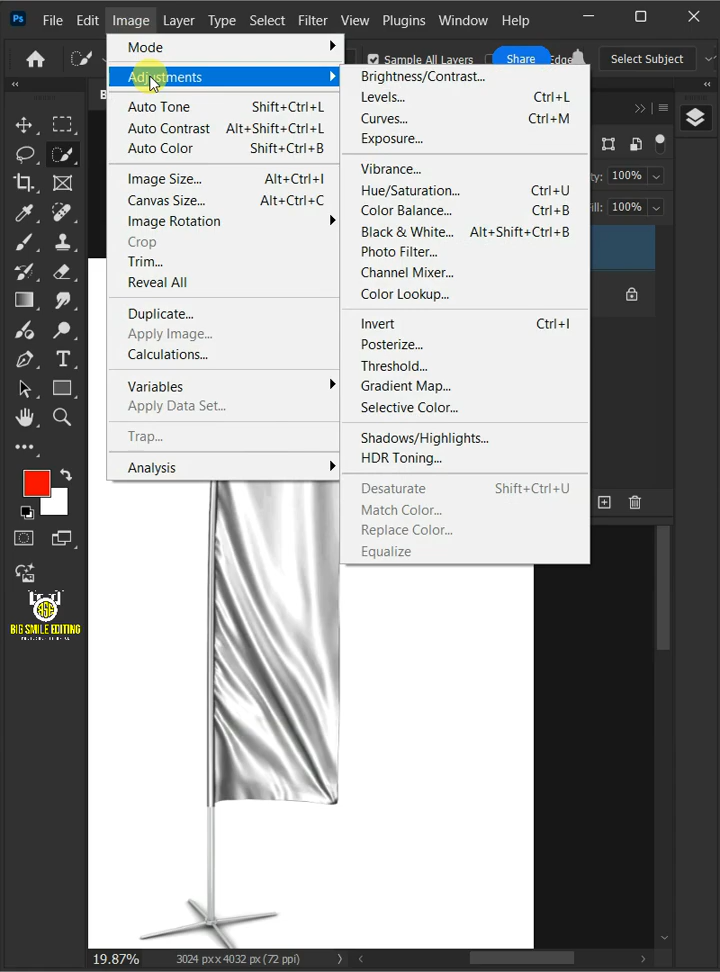 Ps File Edit Image Layer Type Select Filter View Plugins Window Help
Sample All Layers Share Edge Select Subject
Mode
Adjustments
Auto Tone Shift+Ctrl+L
Auto Contrast Alt+Shift+Ctrl+L
Auto Color Shift+Ctrl+B
Image Size... Alt+Ctrl+I
Canvas Size... Alt+Ctrl+C
Image Rotation
Crop
Trim...
Reveal All
Duplicate...
Apply Image...
Calculations...
Variables
Apply Data Set...
Trap...
Analysis
Brightness/Contrast...
Levels... Ctrl+L
Curves... Ctrl+M
Exposure...
Vibrance...
Hue/Saturation... Ctrl+U
Color Balance... Ctrl+B
Black & White... Alt+Shift+Ctrl+B
Photo Filter...
Channel Mixer...
Color Lookup...
Invert Ctrl+I
Posterize...
Threshold...
Gradient Map...
Selective Color...
Shadows/Highlights...
HDR Toning...
Desaturate Shift+Ctrl+U
Match Color...
Replace Color...
Equalize
ty: 100%
ill: 100%
BIG SMILE EDITING
19.87% 3024 px x 4032 px (72 ppi)